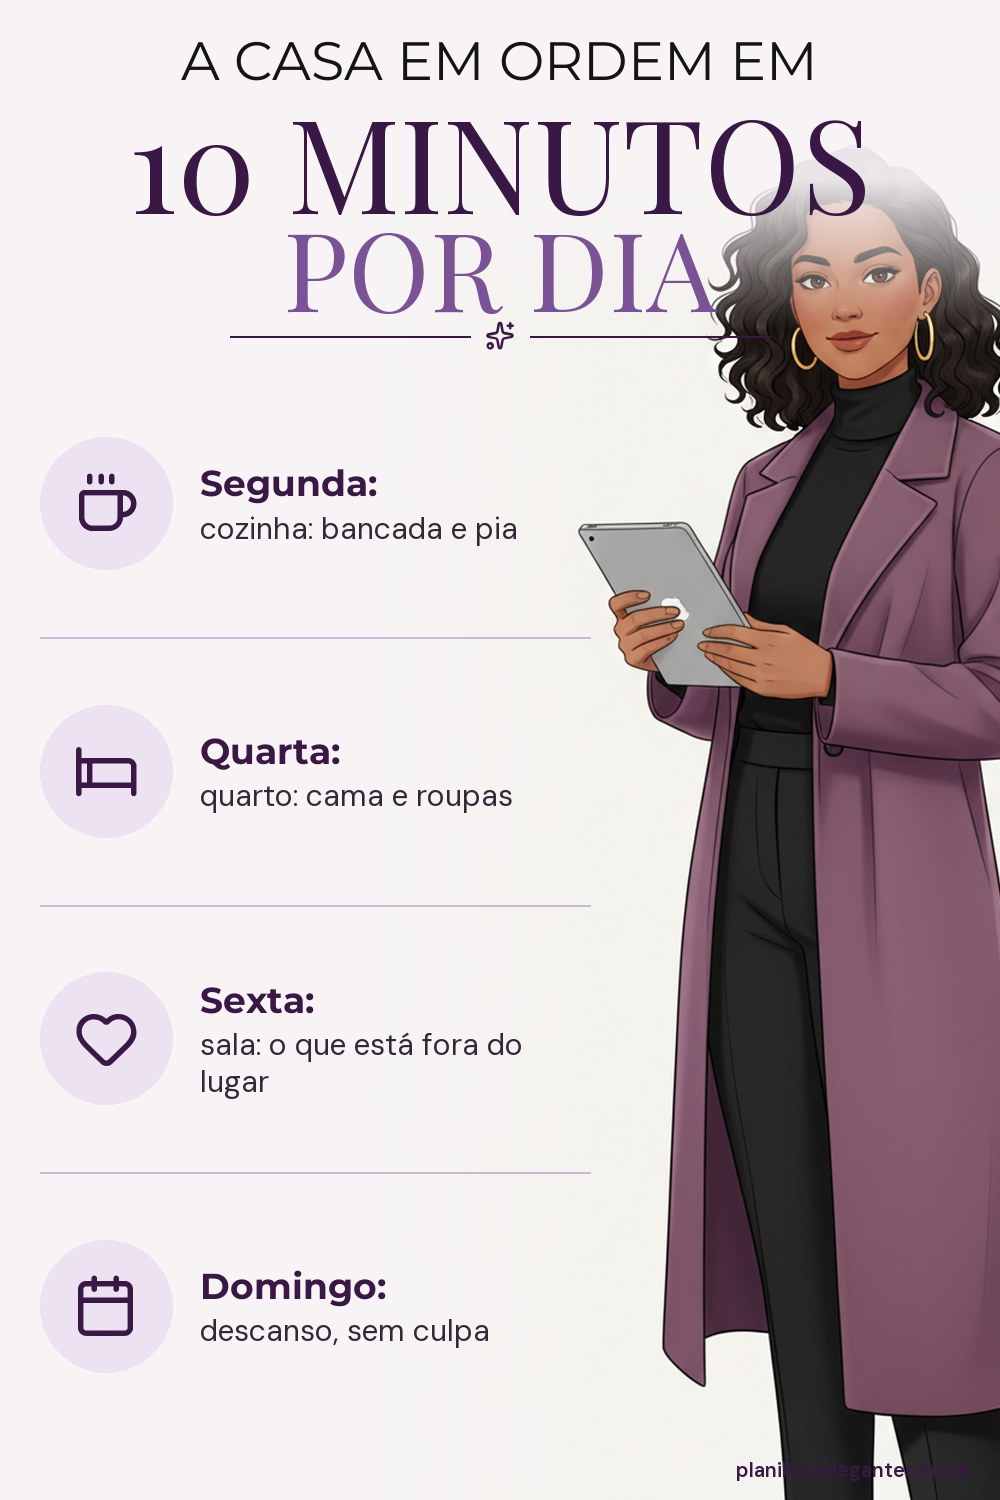 A CASA EM ORDEM EM
10 MINUTOS
POR DIA
Segunda:
cozinha: bancada e pia
Quarta:
quarto: cama e roupas
Sexta:
sala: o que está fora do
lugar
Domingo:
descanso, sem culpa